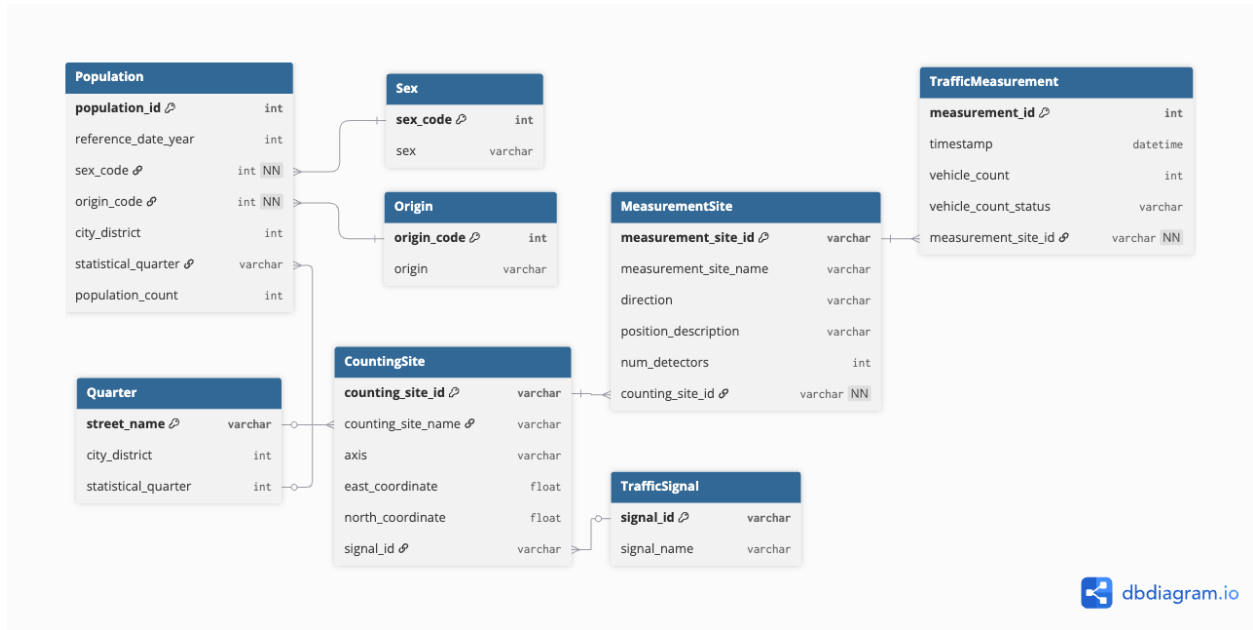 Population
population_id int
reference_date_year int
sex_code int NN
origin_code int NN
city_district int
statistical_quarter varchar
population_count int
Sex
sex_code int
sex varchar
Origin
origin_code int
origin varchar
Quarter
street_name varchar
city_district int
statistical_quarter int
CountingSite
counting_site_id varchar
counting_site_name varchar
axis varchar
east_coordinate float
north_coordinate float
signal_id varchar
MeasurementSite
measurement_site_id varchar
measurement_site_name varchar
direction varchar
position_description varchar
num_detectors int
counting_site_id varchar NN
TrafficSignal
signal_id varchar
signal_name varchar
TrafficMeasurement
measurement_id int
timestamp datetime
vehicle_count int
vehicle_count_status varchar
measurement_site_id varchar NN
dbdiagram.io